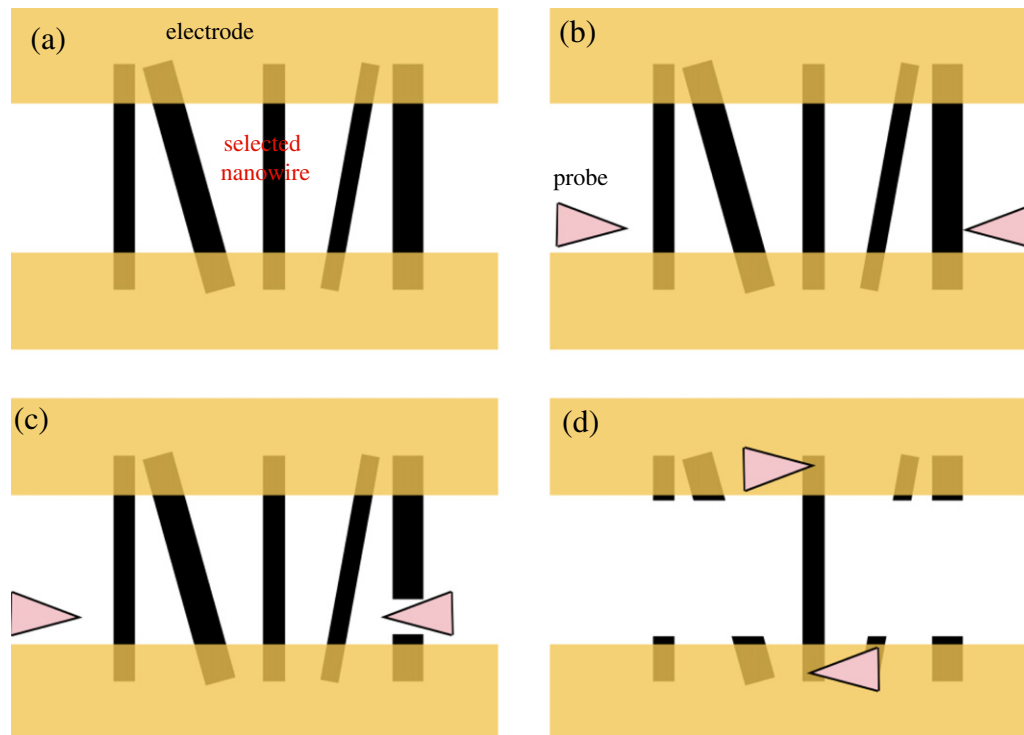 (a)
electrode
selected
nanowire
(b)
probe
(c)
(d)